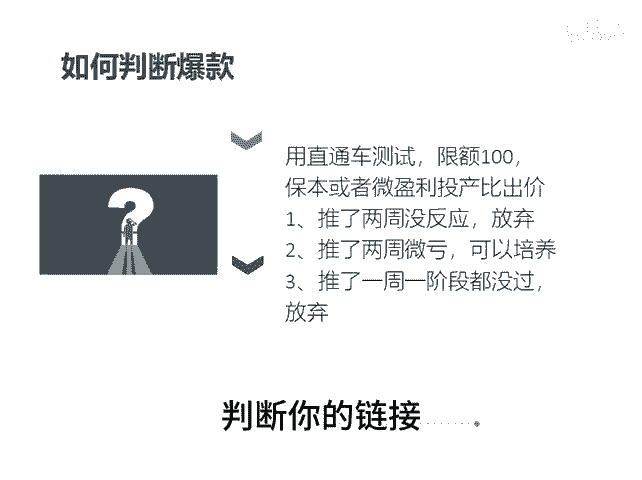 如何判断爆款
用直通车测试，限额100，
保本或者微盈利投产比出价
1、推了两周没反应，放弃
2、推了两周微亏，可以培养
3、推了一周一阶段都没过，
放弃
?
判断你的链接